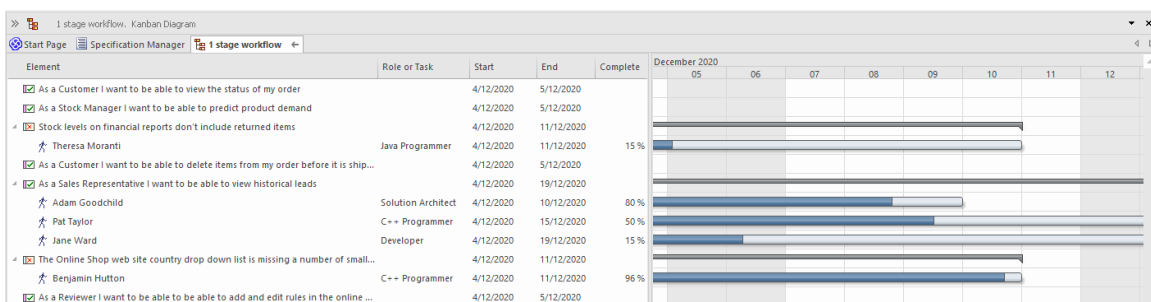 1 stage workflow. Kanban Diagram
Start Page Specification Manager 1 stage workflow
Element Role or Task Start End Complete December 2020
05 06 07 08 09 10 11 12
As a Customer I want to be able to view the status of my order 4/12/2020 5/12/2020
As a Stock Manager I want to be able to predict product demand 4/12/2020 5/12/2020
Stock levels on financial reports don't include returned items 4/12/2020 11/12/2020
Theresa Moranti Java Programmer 4/12/2020 11/12/2020 15 %
As a Customer I want to be able to delete items from my order before it is ship... 4/12/2020 5/12/2020
As a Sales Representative I want to be able to view historical leads 4/12/2020 19/12/2020
Adam Goodchild Solution Architect 4/12/2020 10/12/2020 80 %
Pat Taylor C++ Programmer 4/12/2020 15/12/2020 50 %
Jane Ward Developer 4/12/2020 19/12/2020 15 %
The Online Shop web site country drop down list is missing a number of small... 4/12/2020 11/12/2020
Benjamin Hutton C++ Programmer 4/12/2020 11/12/2020 96 %
As a Reviewer I want to be able to be able to add and edit rules in the online ... 4/12/2020 5/12/2020